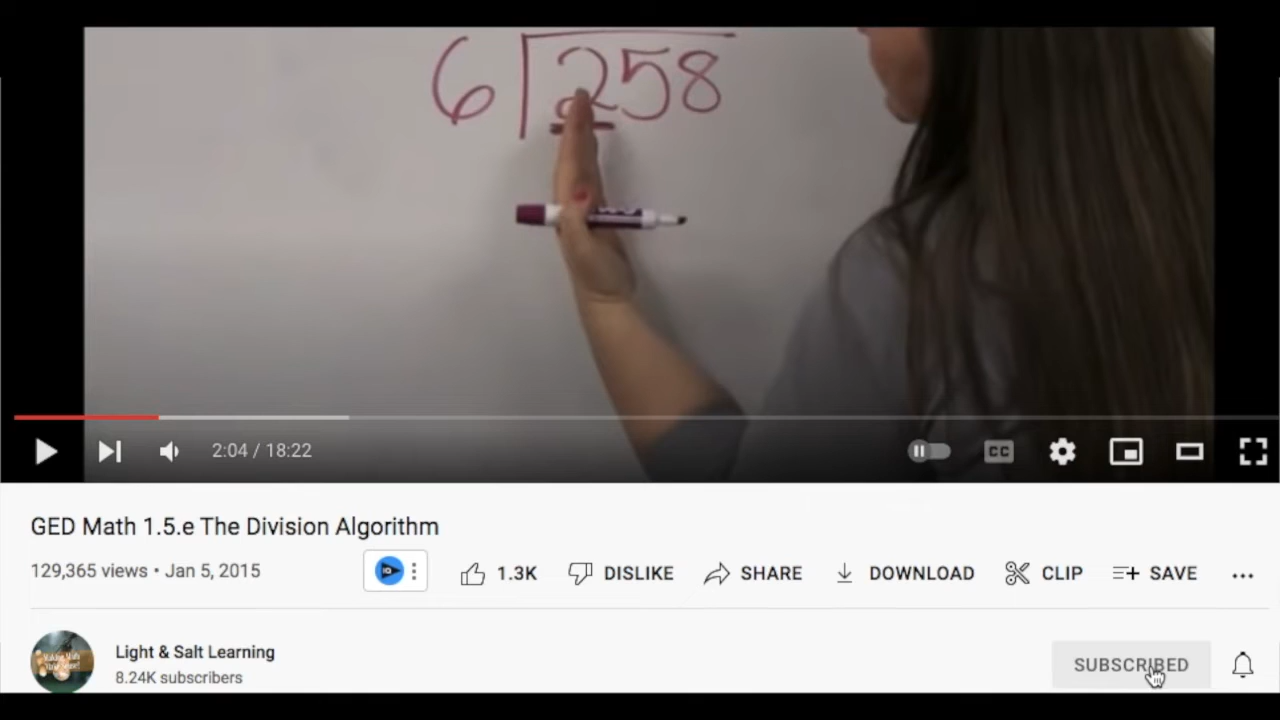 6 258
2:04 / 18:22
CC
GED Math 1.5.e The Division Algorithm
129,365 views • Jan 5, 2015
1.3K DISLIKE SHARE DOWNLOAD CLIP SAVE ...
Light & Salt Learning
8.24K subscribers
SUBSCRIBED